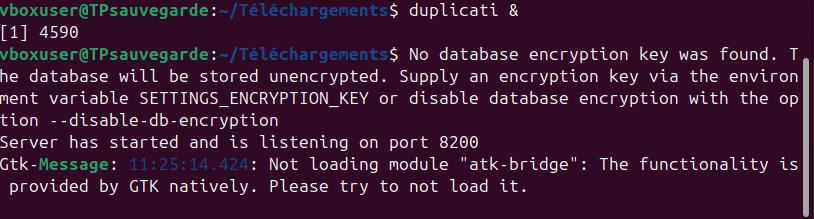 vboxuser@TPsauvegarde:~/Téléchargements$ duplicati &
[1] 4590
vboxuser@TPsauvegarde:~/Téléchargements$ No database encryption key was found. T
he database will be stored unencrypted. Supply an encryption key via the environ
ment variable SETTINGS_ENCRYPTION_KEY or disable database encryption with the op
tion --disable-db-encryption
Server has started and is listening on port 8200
Gtk-Message: 11:25:14.424: Not loading module "atk-bridge": The functionality is
 provided by GTK natively. Please try to not load it.